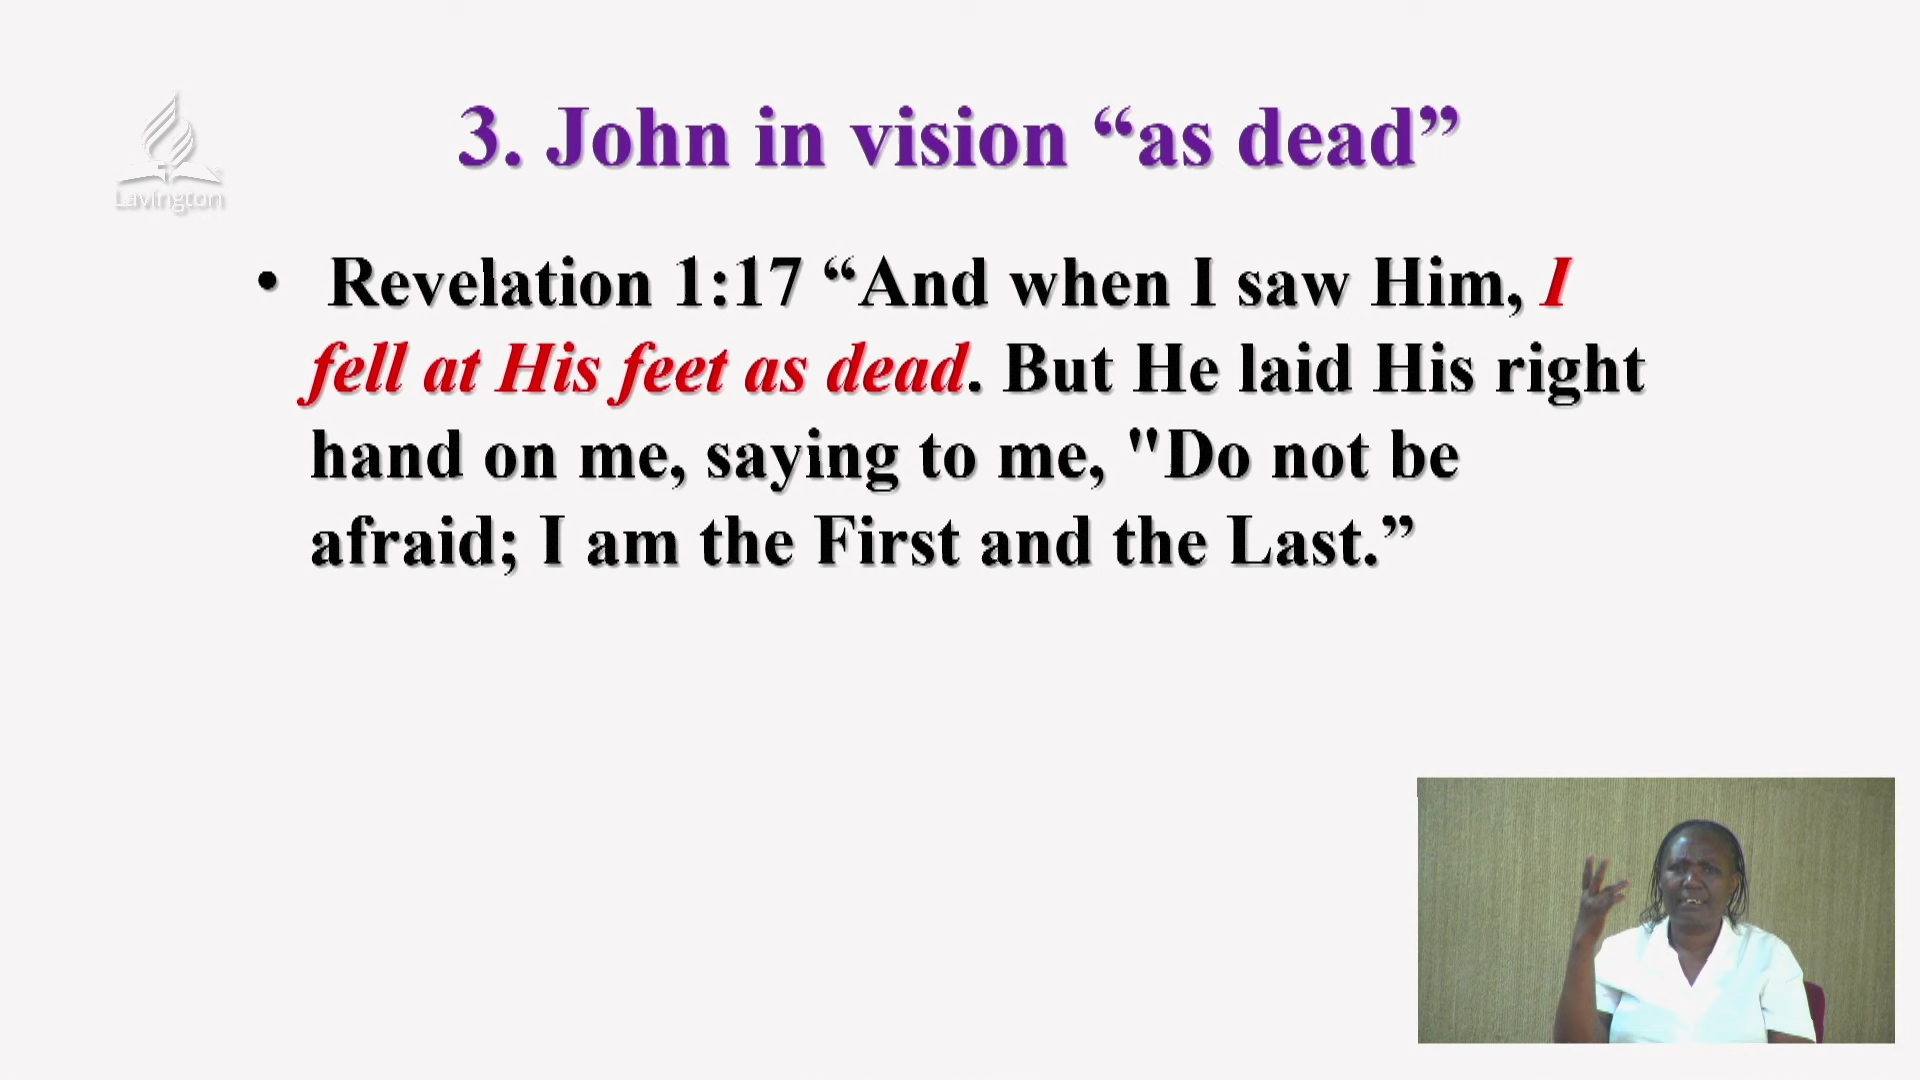 3. John in vision “as dead”
Lavington
• Revelation 1:17 “And when I saw Him, I
fell at His feet as dead. But He laid His right
hand on me, saying to me, "Do not be
afraid; I am the First and the Last.”